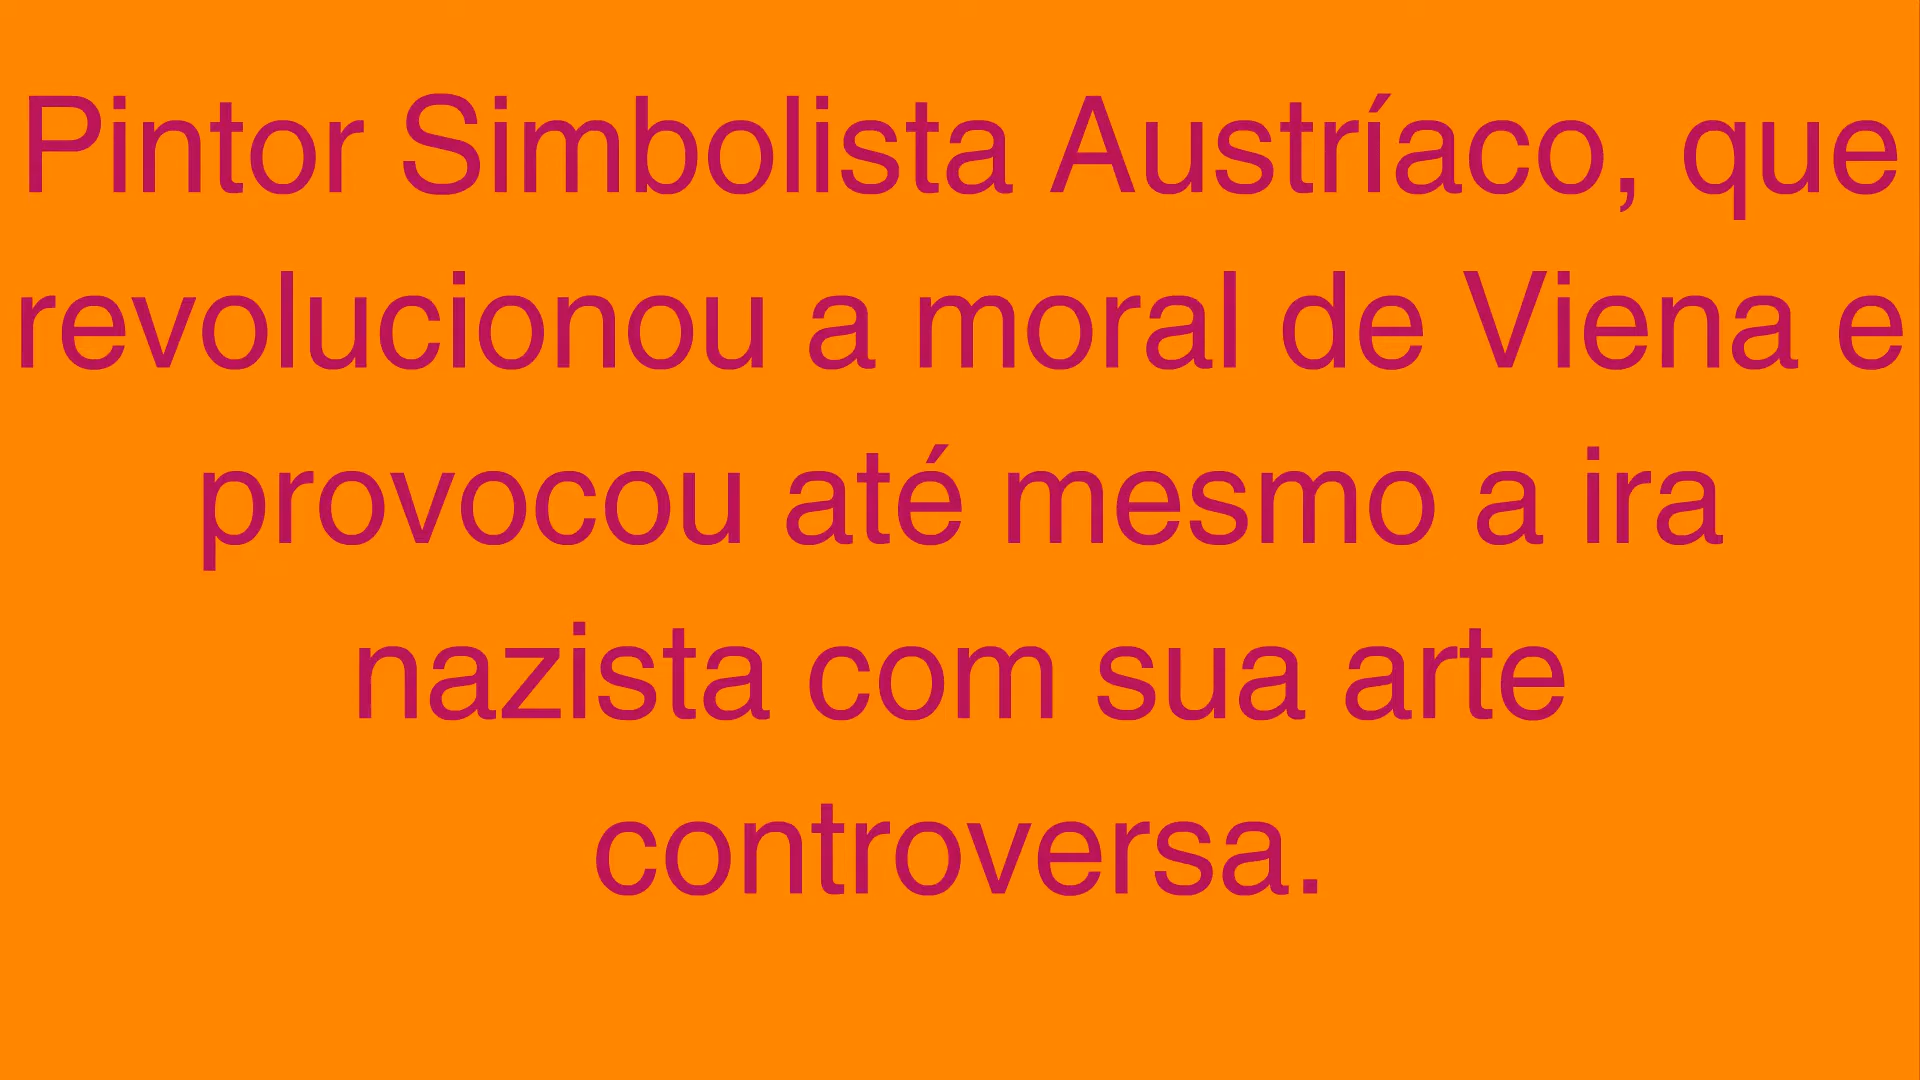 Pintor Simbolista Austríaco, que
revolucionou a moral de Viena e
provocou até mesmo a ira
nazista com sua arte
controversa.